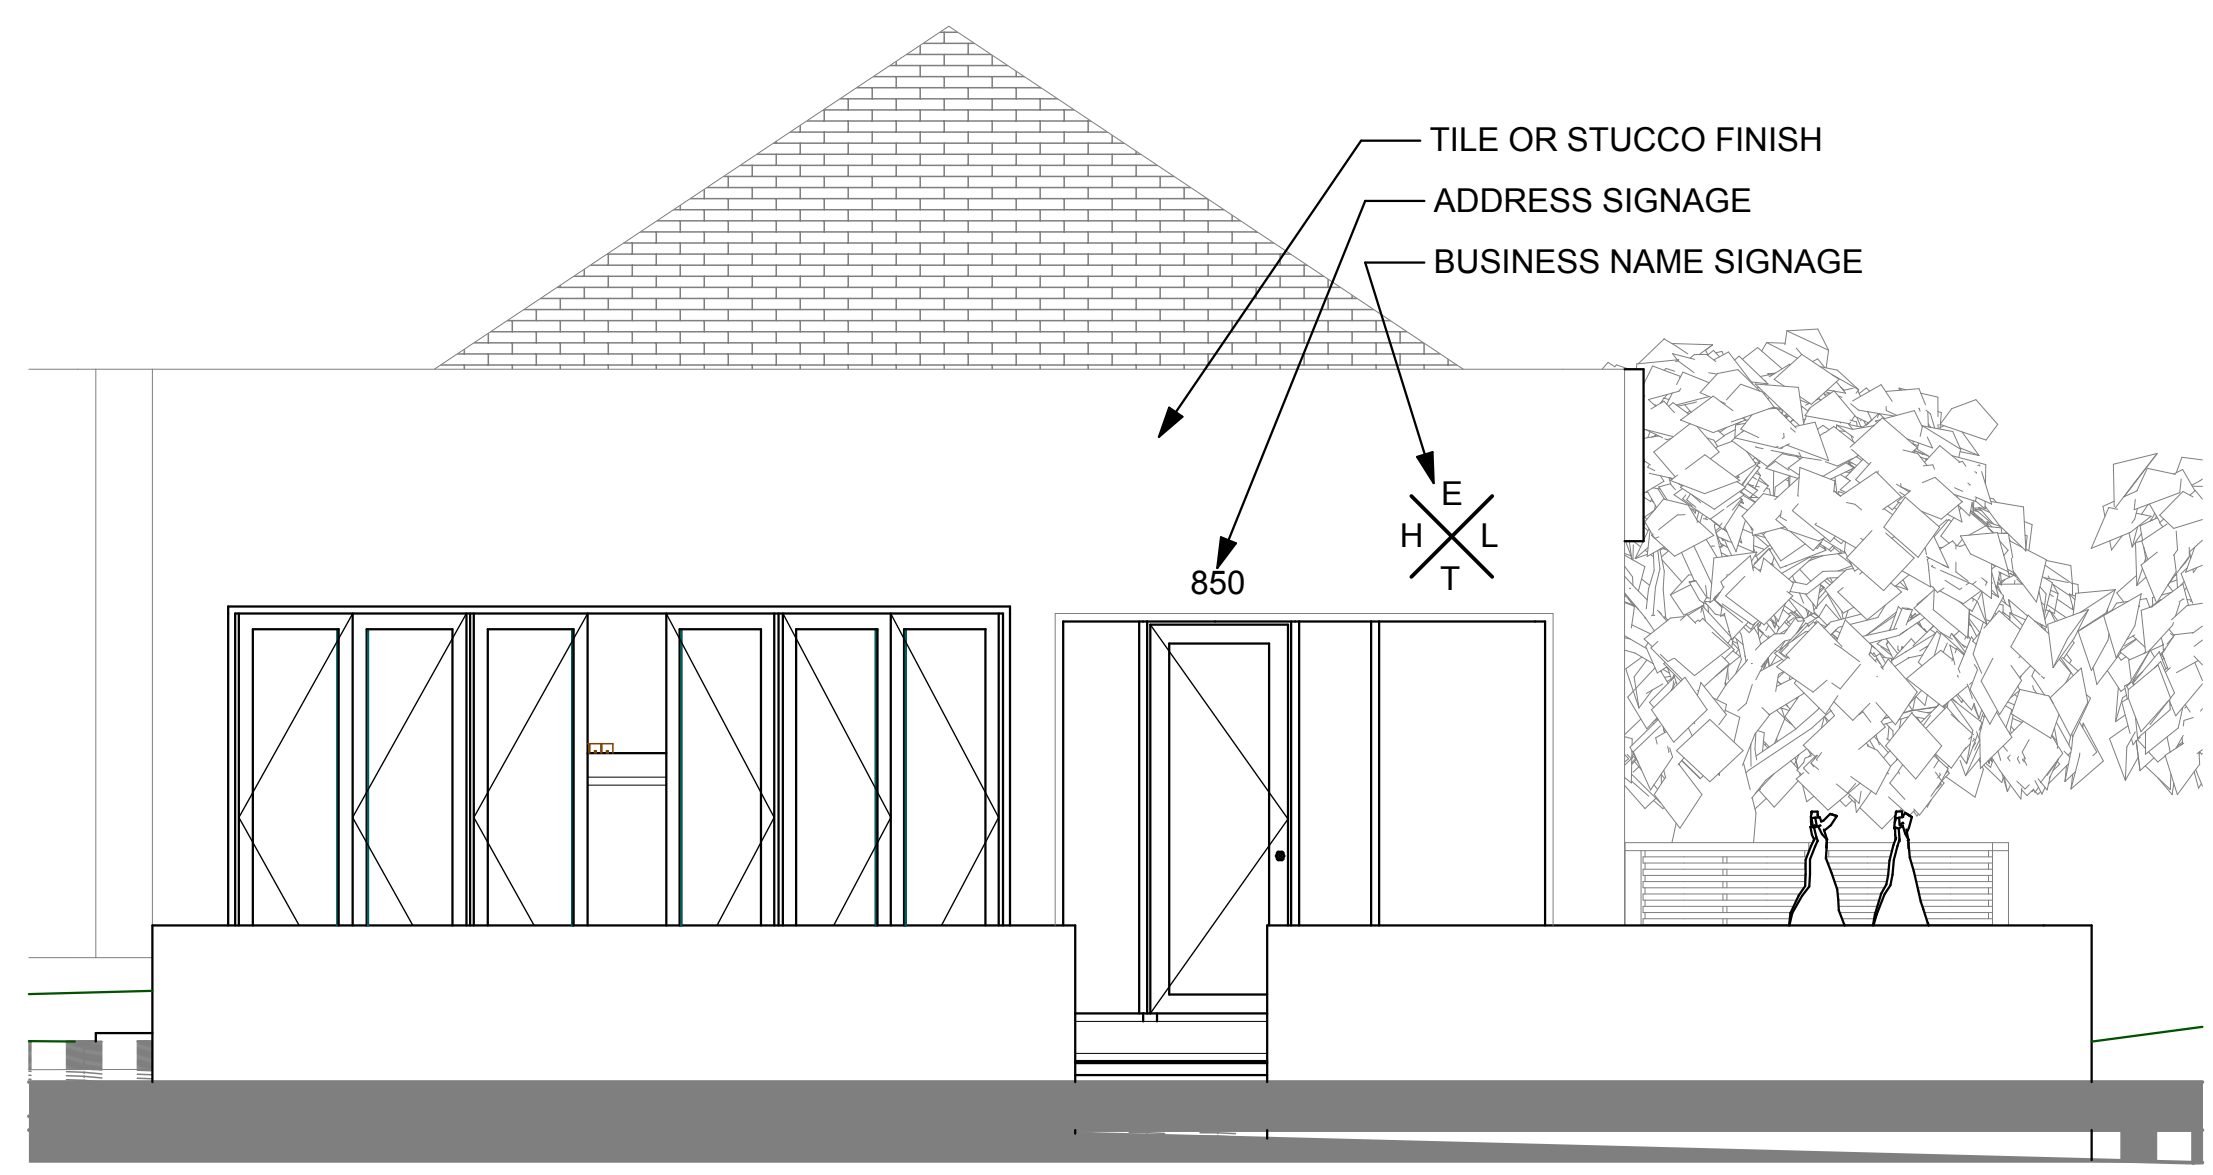 TILE OR STUCCO FINISH
ADDRESS SIGNAGE
BUSINESS NAME SIGNAGE
E
H L
T
850